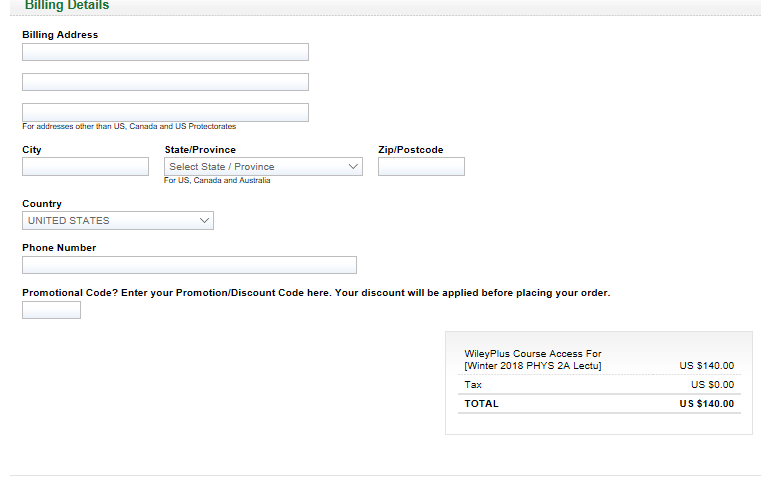 Billing Details
Billing Address
For addresses other than US, Canada and US Protectorates
City State/Province Zip/Postcode
Select State / Province
For US, Canada and Australia
Country
UNITED STATES
Phone Number
Promotional Code? Enter your Promotion/Discount Code here. Your discount will be applied before placing your order.
WileyPlus Course Access For
[Winter 2018 PHYS 2A Lectu] US $140.00
Tax US $0.00
TOTAL US $140.00